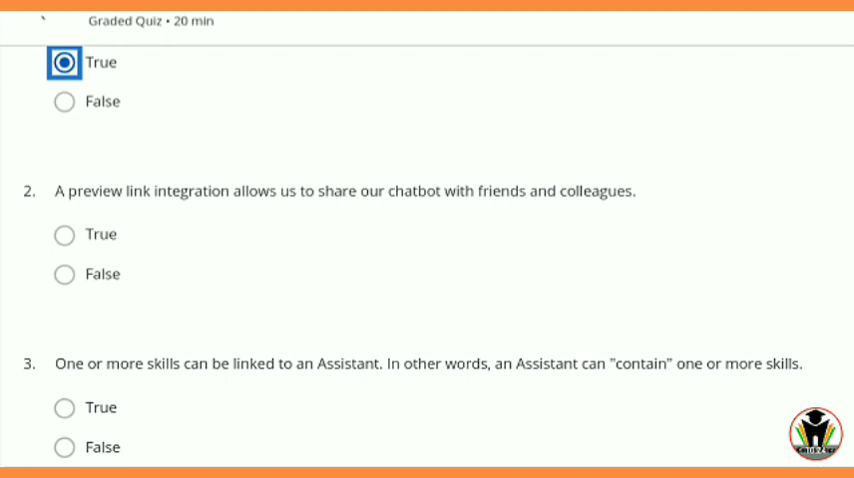 Graded Quiz • 20 min
True
False
2. A preview link integration allows us to share our chatbot with friends and colleagues.
True
False
3. One or more skills can be linked to an Assistant. In other words, an Assistant can "contain" one or more skills.
True
False